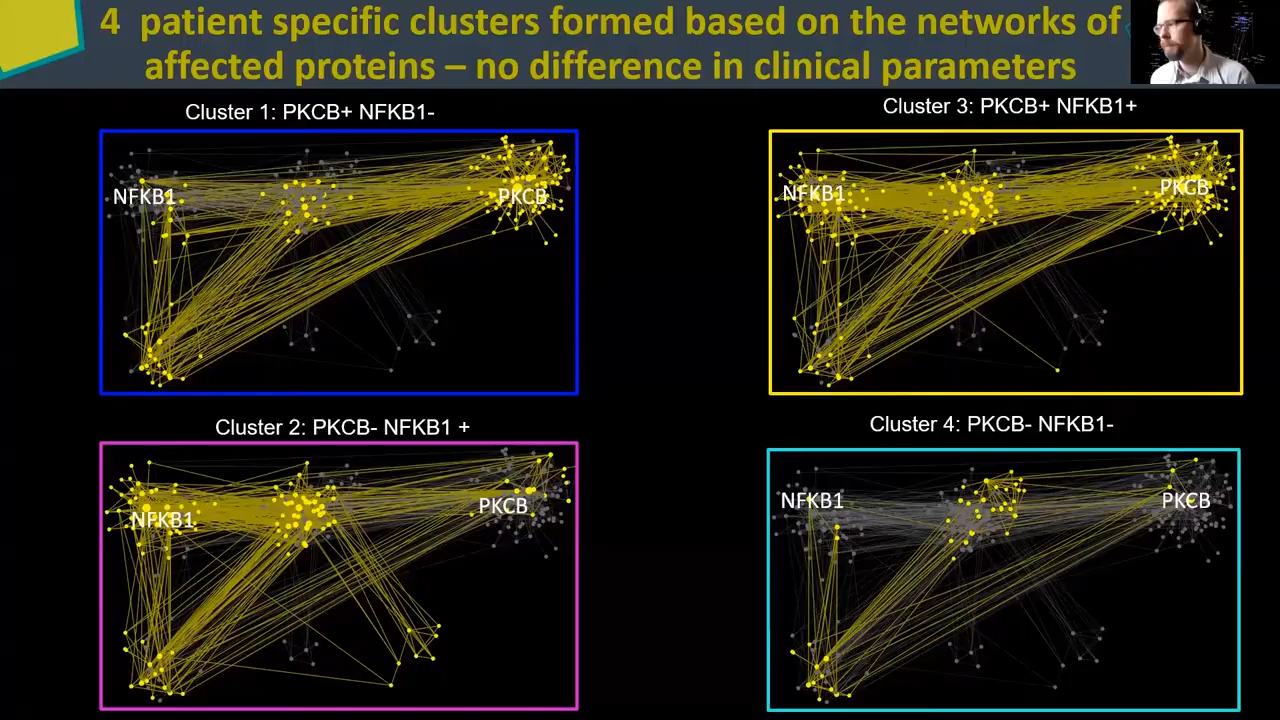 4 patient specific clusters formed based on the networks of
affected proteins – no difference in clinical parameters
Cluster 1: PKCB+ NFKB1-
NFKB1
PKCB
Cluster 3: PKCB+ NFKB1+
NFKB1
PKCB
Cluster 2: PKCB- NFKB1 +
NFKB1
PKCB
Cluster 4: PKCB- NFKB1-
NFKB1
PKCB